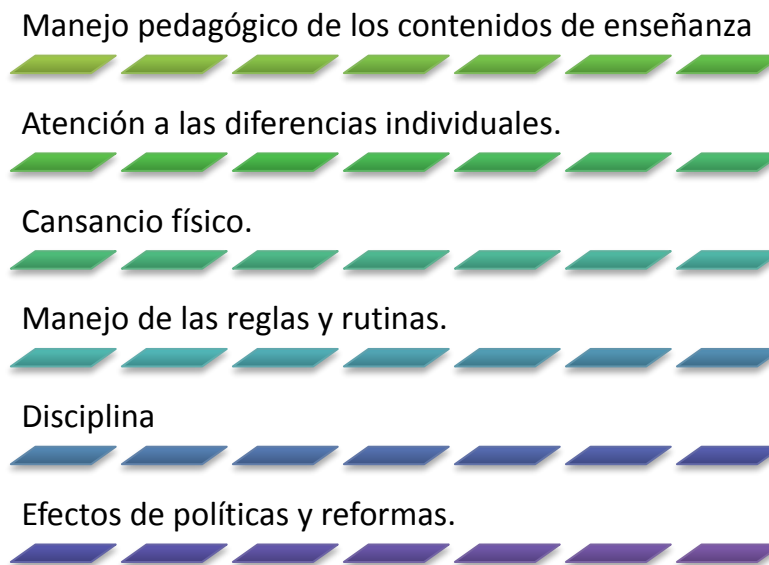 Manejo pedagógico de los contenidos de enseñanza
Atención a las diferencias individuales.
Cansancio físico.
Manejo de las reglas y rutinas.
Disciplina
Efectos de políticas y reformas.